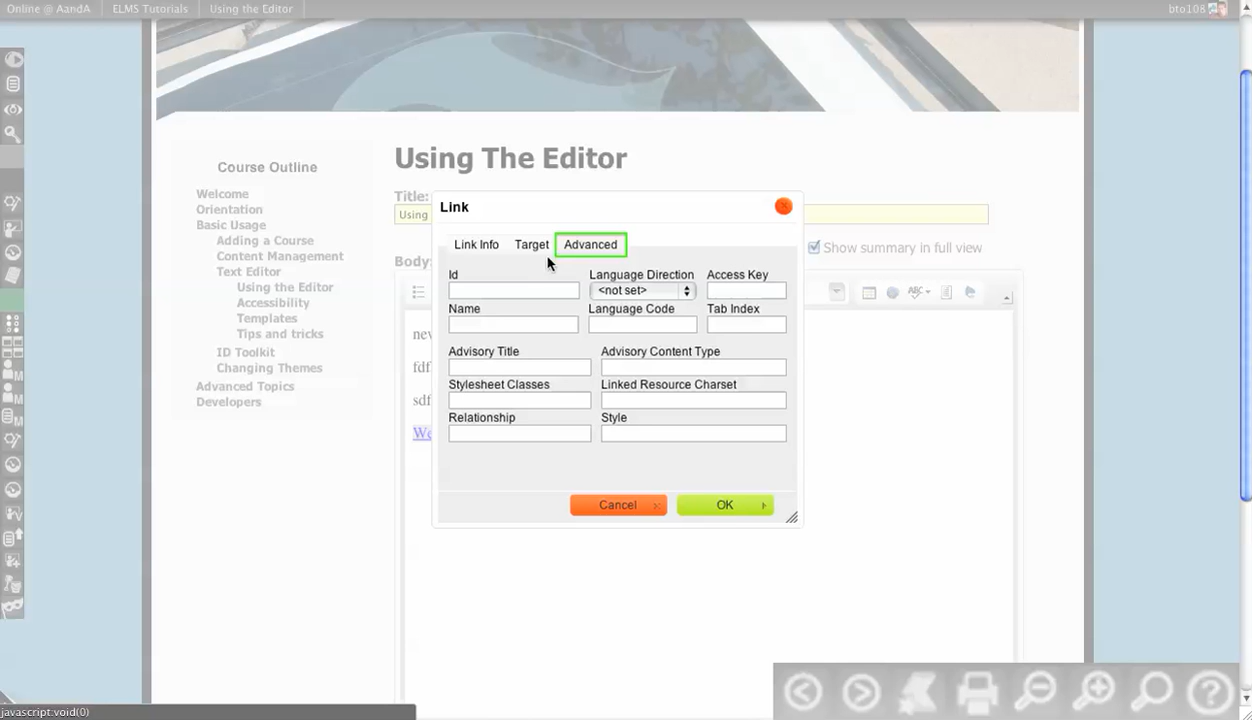 Online @ AandA ELMS Tutorials Using the Editor bto108
Course Outline
Welcome
Orientation
Basic Usage
Adding a Course
Content Management
Text Editor
Using the Editor
Accessibility
Templates
Tips and tricks
ID Toolkit
Changing Themes
Advanced Topics
Developers
Using The Editor
Title:
Using
Body:
Show summary in full view
ABC
Link
Link Info Target Advanced
Id Language Direction Access Key
<not set>
Name Language Code Tab Index
Advisory Title Advisory Content Type
Stylesheet Classes Linked Resource Charset
Relationship Style
Cancel OK
M
M
M
javascript:void(0)